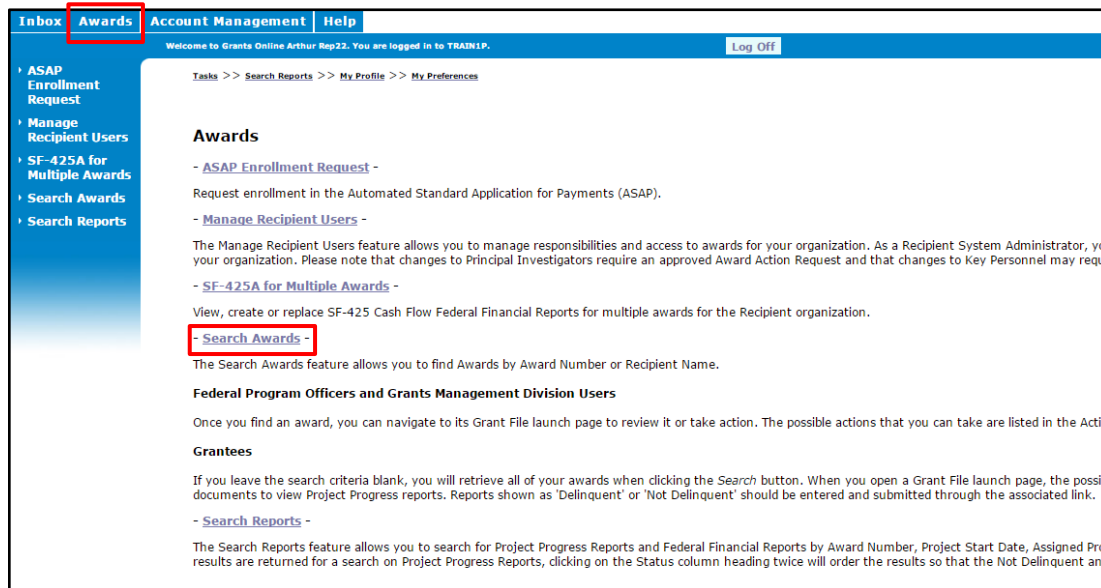 Inbox Awards Account Management Help
Welcome to Grants Online Arthur Rep22. You are logged in to TRAIN1P. Log Off
ASAP
Enrollment
Request
Manage
Recipient Users
SF-425A for
Multiple Awards
Search Awards
Search Reports
Tasks >> Search Reports >> My Profile >> My Preferences
Awards
- ASAP Enrollment Request -
Request enrollment in the Automated Standard Application for Payments (ASAP).
- Manage Recipient Users -
The Manage Recipient Users feature allows you to manage responsibilities and access to awards for your organization. As a Recipient System Administrator,
your organization. Please note that changes to Principal Investigators require an approved Award Action Request and that changes to Key Personnel may
- SF-425A for Multiple Awards -
View, create or replace SF-425 Cash Flow Federal Financial Reports for multiple awards for the Recipient organization.
- Search Awards -
The Search Awards feature allows you to find Awards by Award Number or Recipient Name.
Federal Program Officers and Grants Management Division Users
Once you find an award, you can navigate to its Grant File launch page to review it or take action. The possible actions that you can take are listed in the
Grantees
If you leave the search criteria blank, you will retrieve all of your awards when clicking the Search button. When you open a Grant File launch page, the
documents to view Project Progress reports. Reports shown as 'Delinquent' or 'Not Delinquent' should be entered and submitted through the associated link.
- Search Reports -
The Search Reports feature allows you to search for Project Progress Reports and Federal Financial Reports by Award Number, Project Start Date, Assigned
results are returned for a search on Project Progress Reports, clicking on the Status column heading twice will order the results so that the Not Delinquent